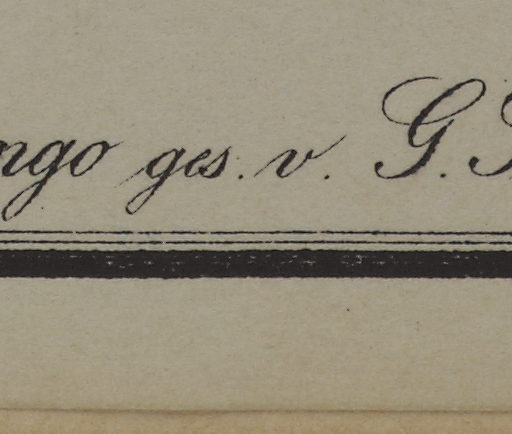 ngo ges. v. G.